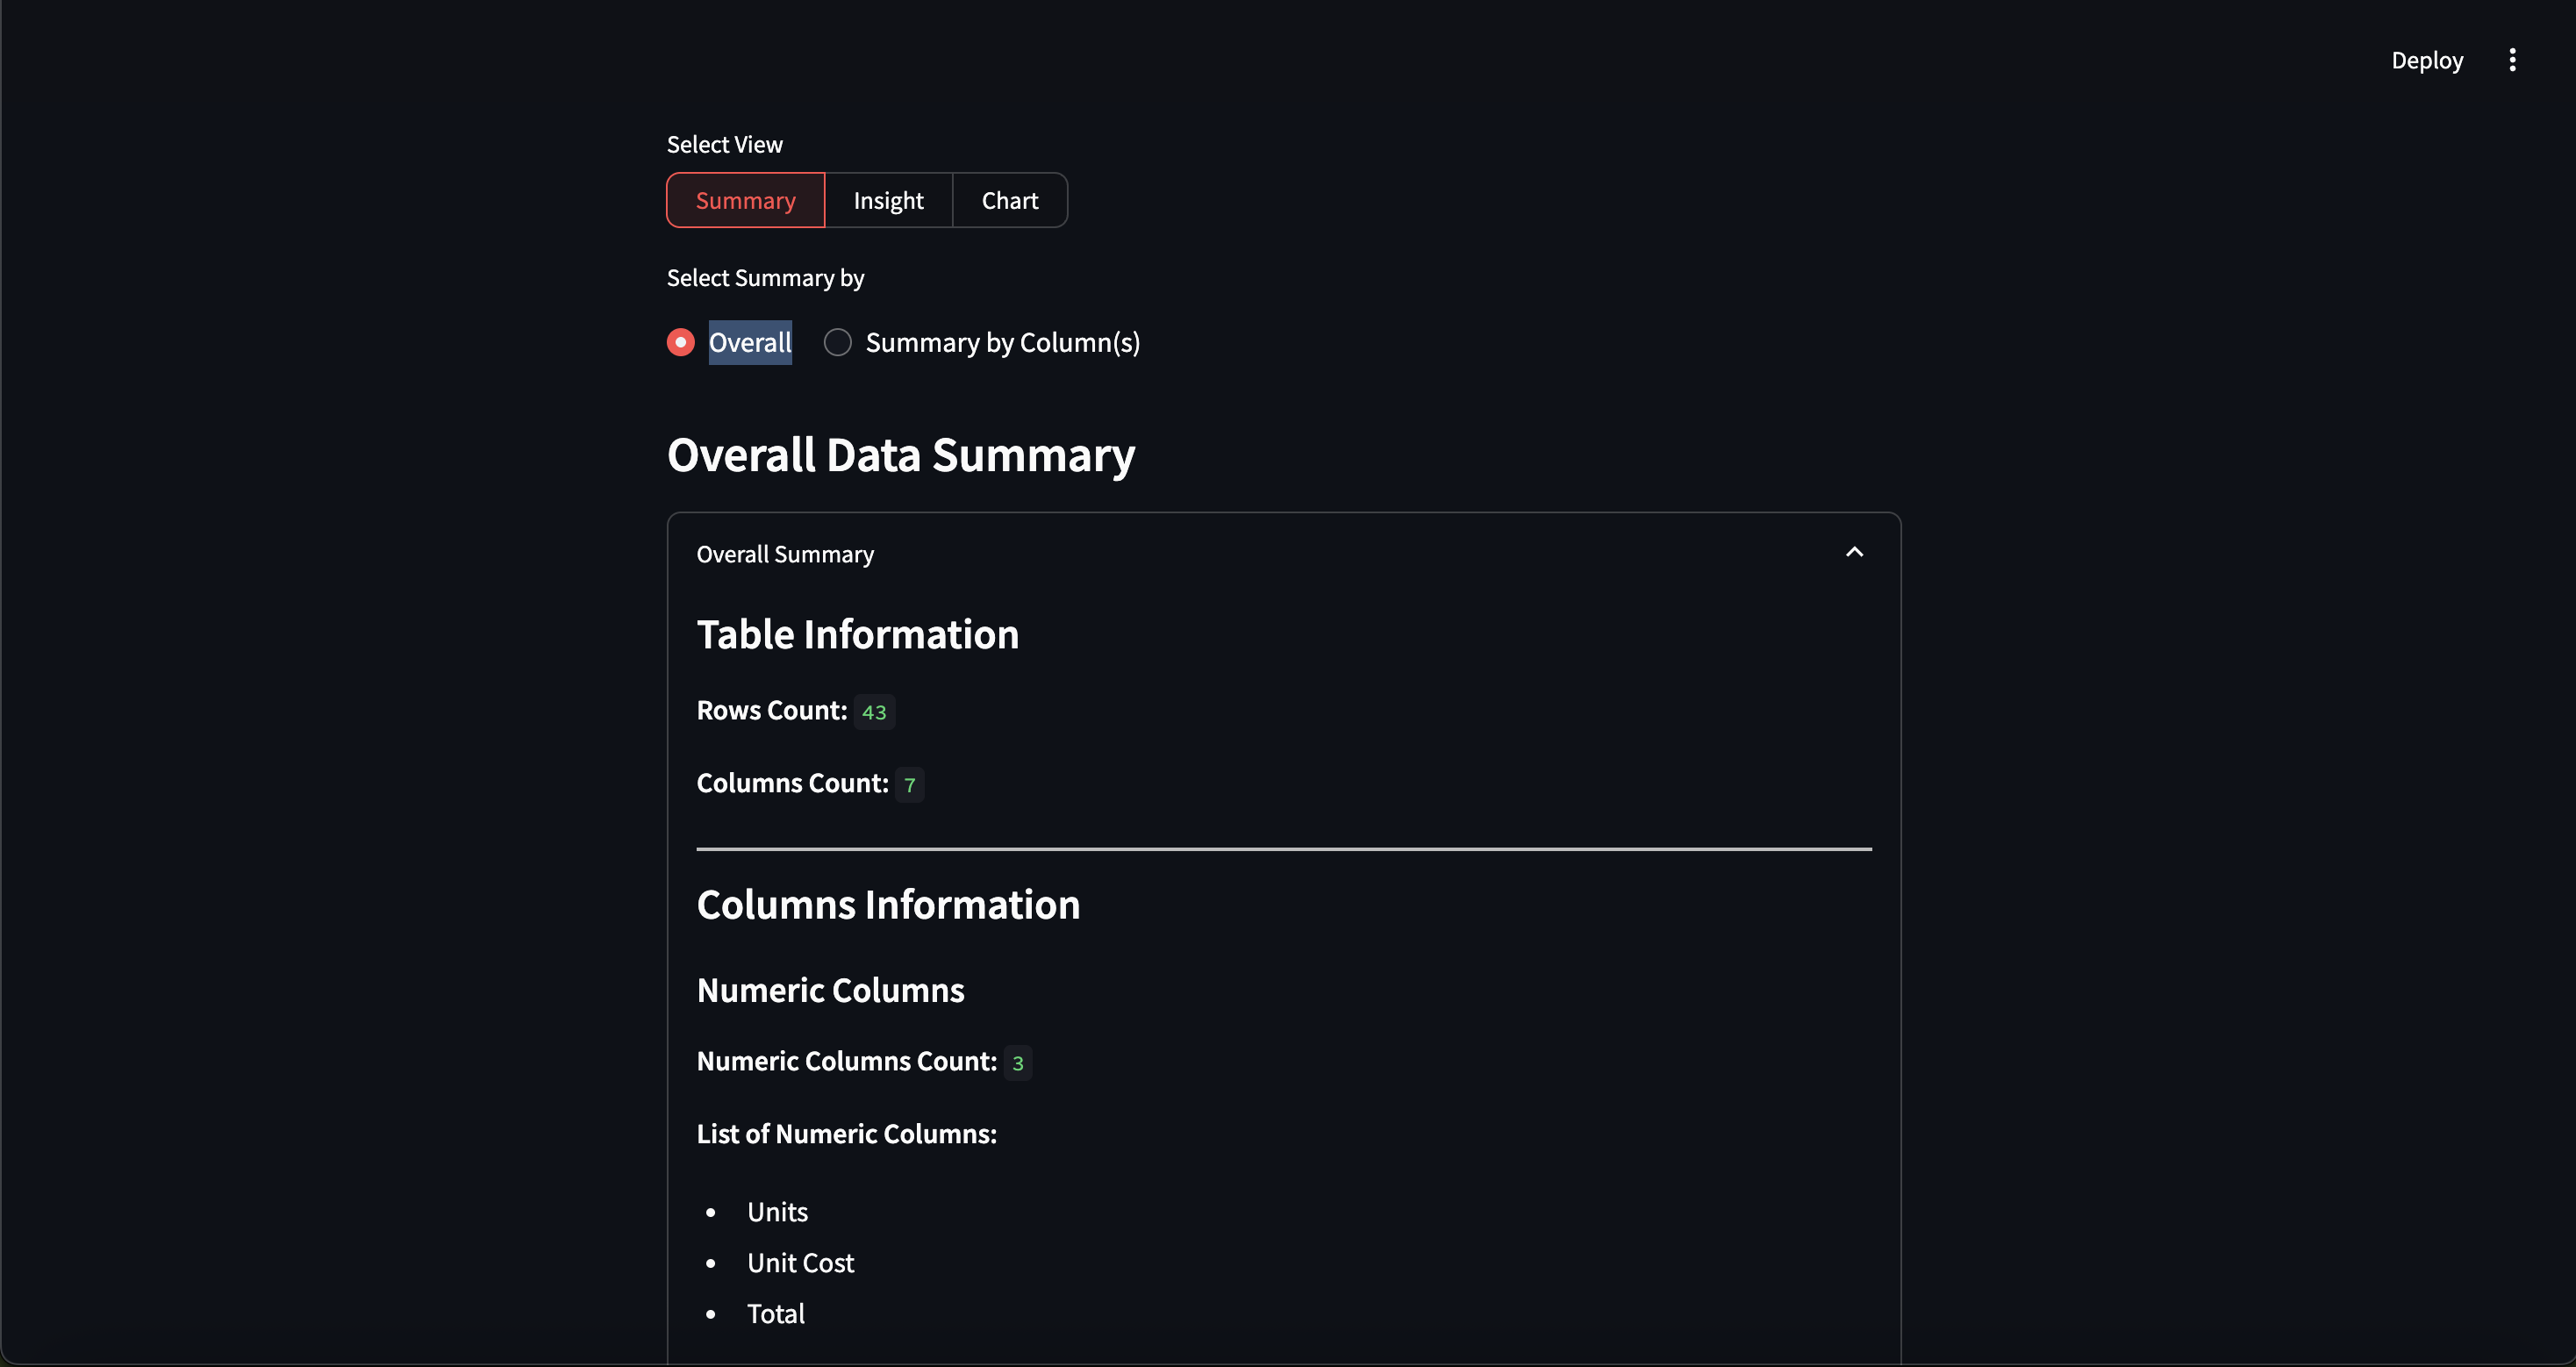 Deploy
Select View
Summary Insight Chart
Select Summary by
Overall Summary by Column(s)
Overall Data Summary
Overall Summary
Table Information
Rows Count: 43
Columns Count: 7
Columns Information
Numeric Columns
Numeric Columns Count: 3
List of Numeric Columns:
• Units
• Unit Cost
• Total